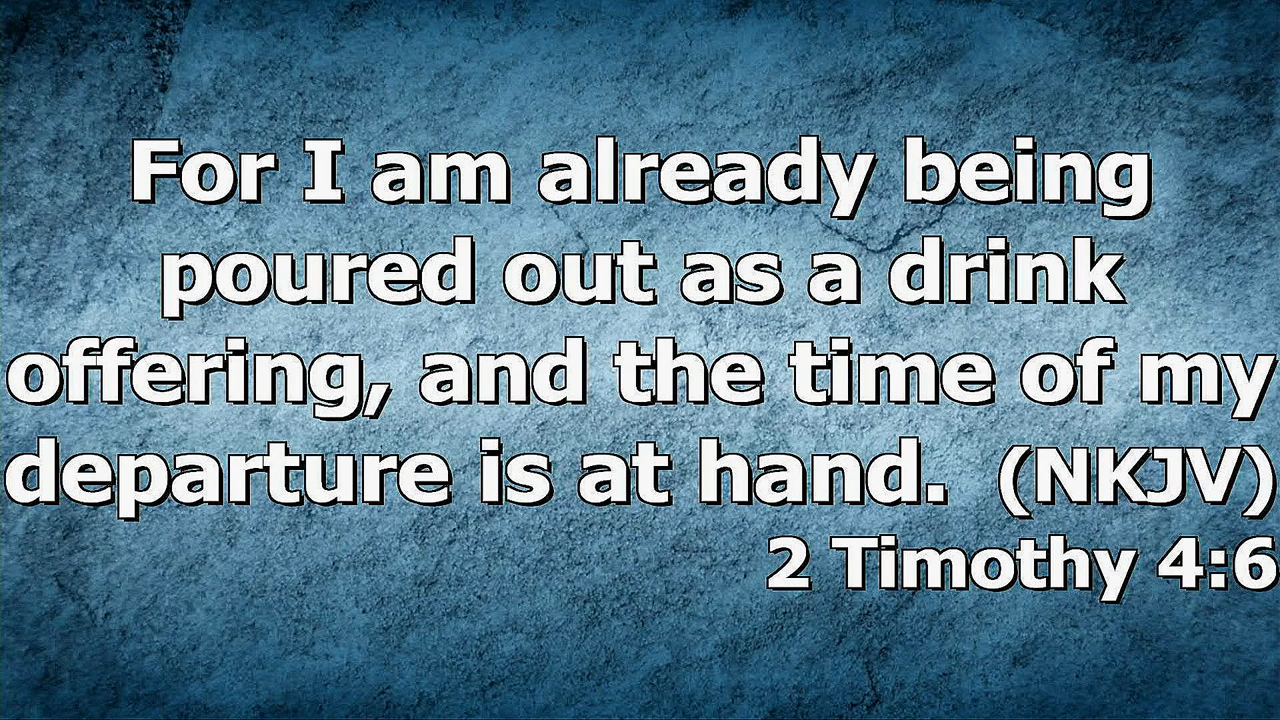 For I am already being
poured out as a drink
offering, and the time of my
departure is at hand. (NKJV)
2 Timothy 4:6